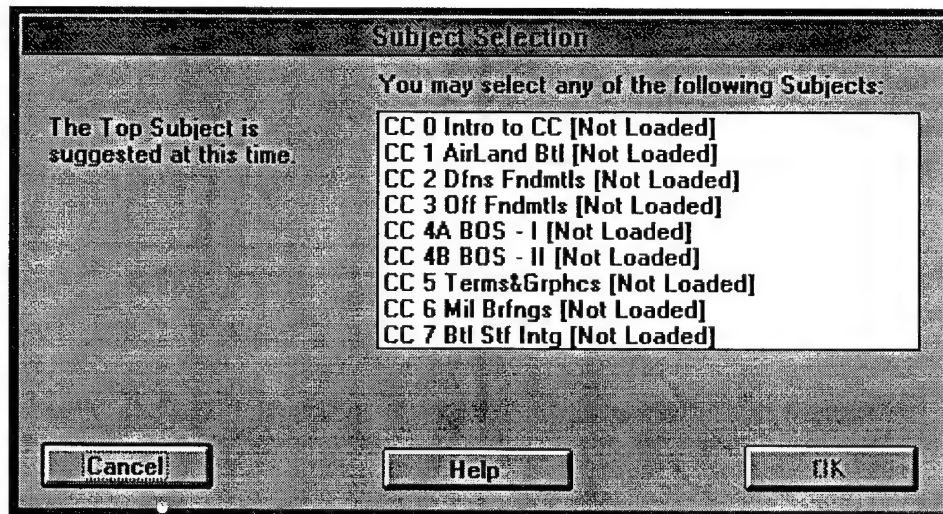 Subject Selection
You may select any of the following Subjects:
The Top Subject is
suggested at this time.
CC 0 Intro to CC [Not Loaded]
CC 1 AirLand Btl [Not Loaded]
CC 2 Dfns Fndmtls [Not Loaded]
CC 3 Off Fndmtls [Not Loaded]
CC 4A BOS - I [Not Loaded]
CC 4B BOS - II [Not Loaded]
CC 5 Terms&Grphcs [Not Loaded]
CC 6 Mil Brfngs [Not Loaded]
CC 7 Btl Stf Intg [Not Loaded]
Cancel
Help
OK